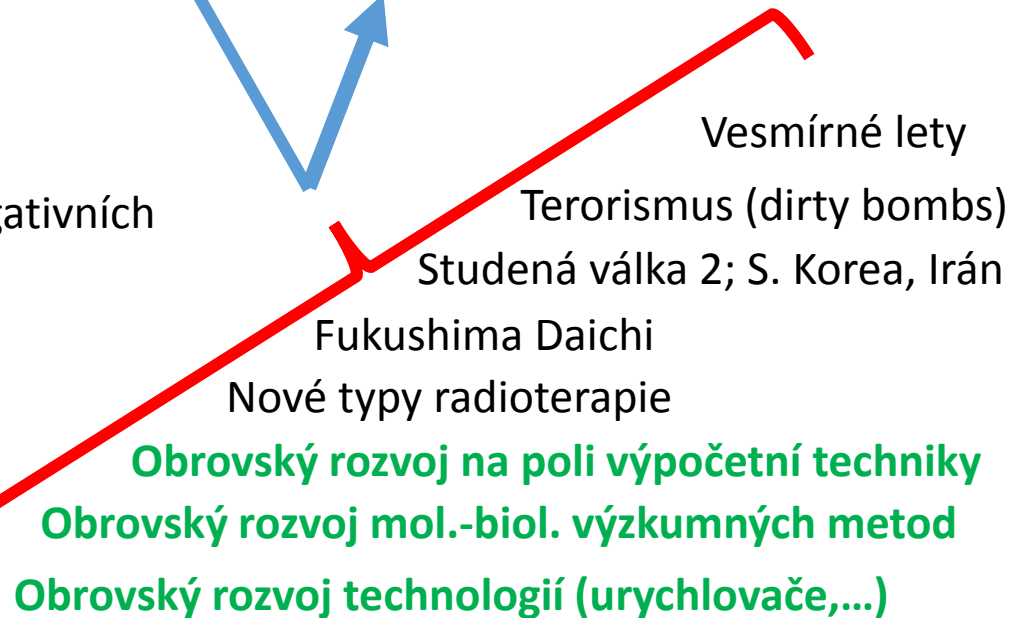 Vesmírné lety
gativních
Terorismus (dirty bombs)
Studená válka 2; S. Korea, Irán
Fukushima Daichi
Nové typy radioterapie
Obrovský rozvoj na poli výpočetní techniky
Obrovský rozvoj mol.-biol. výzkumných metod
Obrovský rozvoj technologií (urychlovače,...)